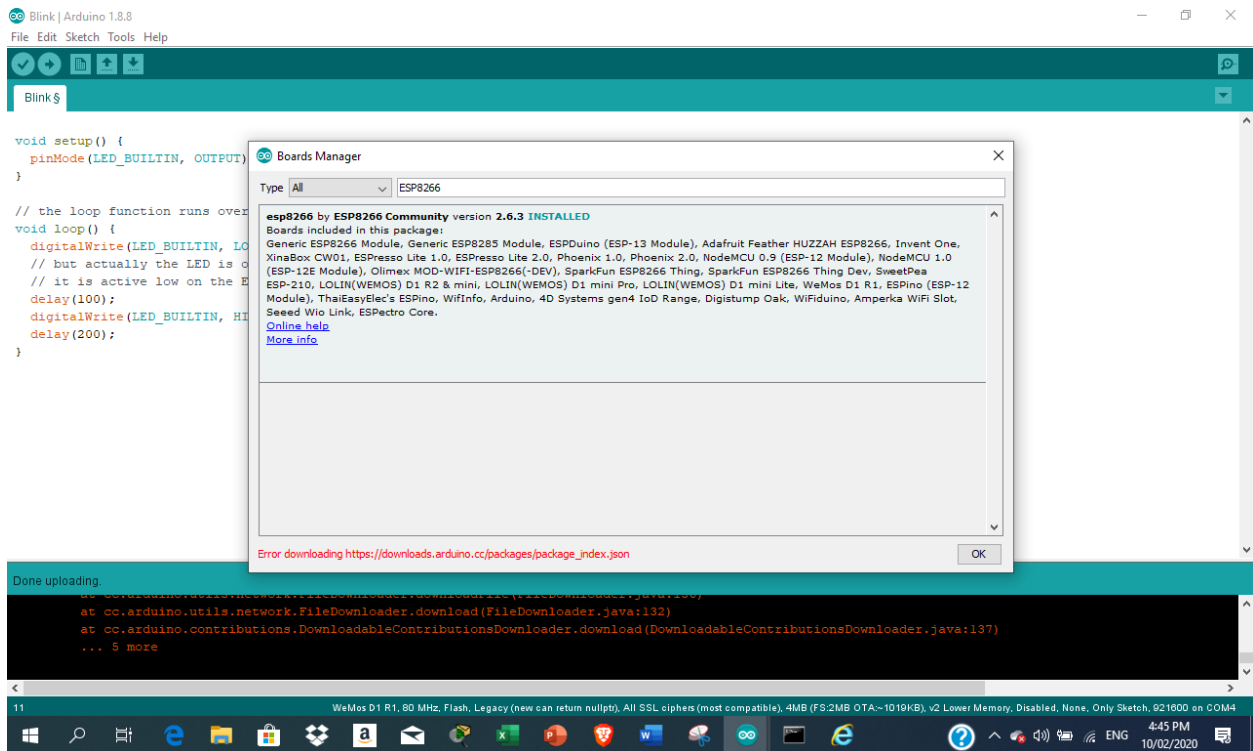 Blink | Arduino 1.8.8
File Edit Sketch Tools Help
Blink §
void setup() {
pinMode(LED_BUILTIN, OUTPUT)
}
// the loop function runs over
void loop() {
digitalWrite(LED_BUILTIN, LO
// but actually the LED is o
// it is active low on the E
delay(100);
digitalWrite(LED_BUILTIN, HI
delay(200);
}
Boards Manager
Type All ESP8266
esp8266 by ESP8266 Community version 2.6.3 INSTALLED
Boards included in this package:
Generic ESP8266 Module, Generic ESP8285 Module, ESPDuino (ESP-13 Module), Adafruit Feather HUZZAH ESP8266, Invent One,
XinaBox CW01, ESPresso Lite 1.0, ESPresso Lite 2.0, Phoenix 1.0, Phoenix 2.0, NodeMCU 0.9 (ESP-12 Module), NodeMCU 1.0
(ESP-12E Module), Olimex MOD-WIFI-ESP8266(-DEV), SparkFun ESP8266 Thing, SparkFun ESP8266 Thing Dev, SweetPea
ESP-210, LOLIN(WEMOS) D1 R2 & mini, LOLIN(WEMOS) D1 mini Pro, LOLIN(WEMOS) D1 mini Lite, WeMos D1 R1, ESPino (ESP-12
Module), ThaiEasyElec's ESPino, WifInfo, Arduino, 4D Systems gen4 IoD Range, Digistump Oak, WiFiduino, Amperka WiFi Slot,
Seeed Wio Link, ESPectro Core.
Online help
More info
Error downloading https://downloads.arduino.cc/packages/package_index.json
OK
Done uploading.
at cc.arduino.utils.network.FileDownloader.download(FileDownloader.java:132)
at cc.arduino.contributions.DownloadableContributionsDownloader.download(DownloadableContributionsDownloader.java:137)
... 5 more
11 WeMos D1 R1, 80 MHz, Flash, Legacy (new can return nullptr), All SSL ciphers (most compatible), 4MB (FS:2MB OTA:~1019KB), v2 Lower Memory, Disabled, None, Only Sketch, 921600 on COM4
ENG
4:45 PM
10/02/2020